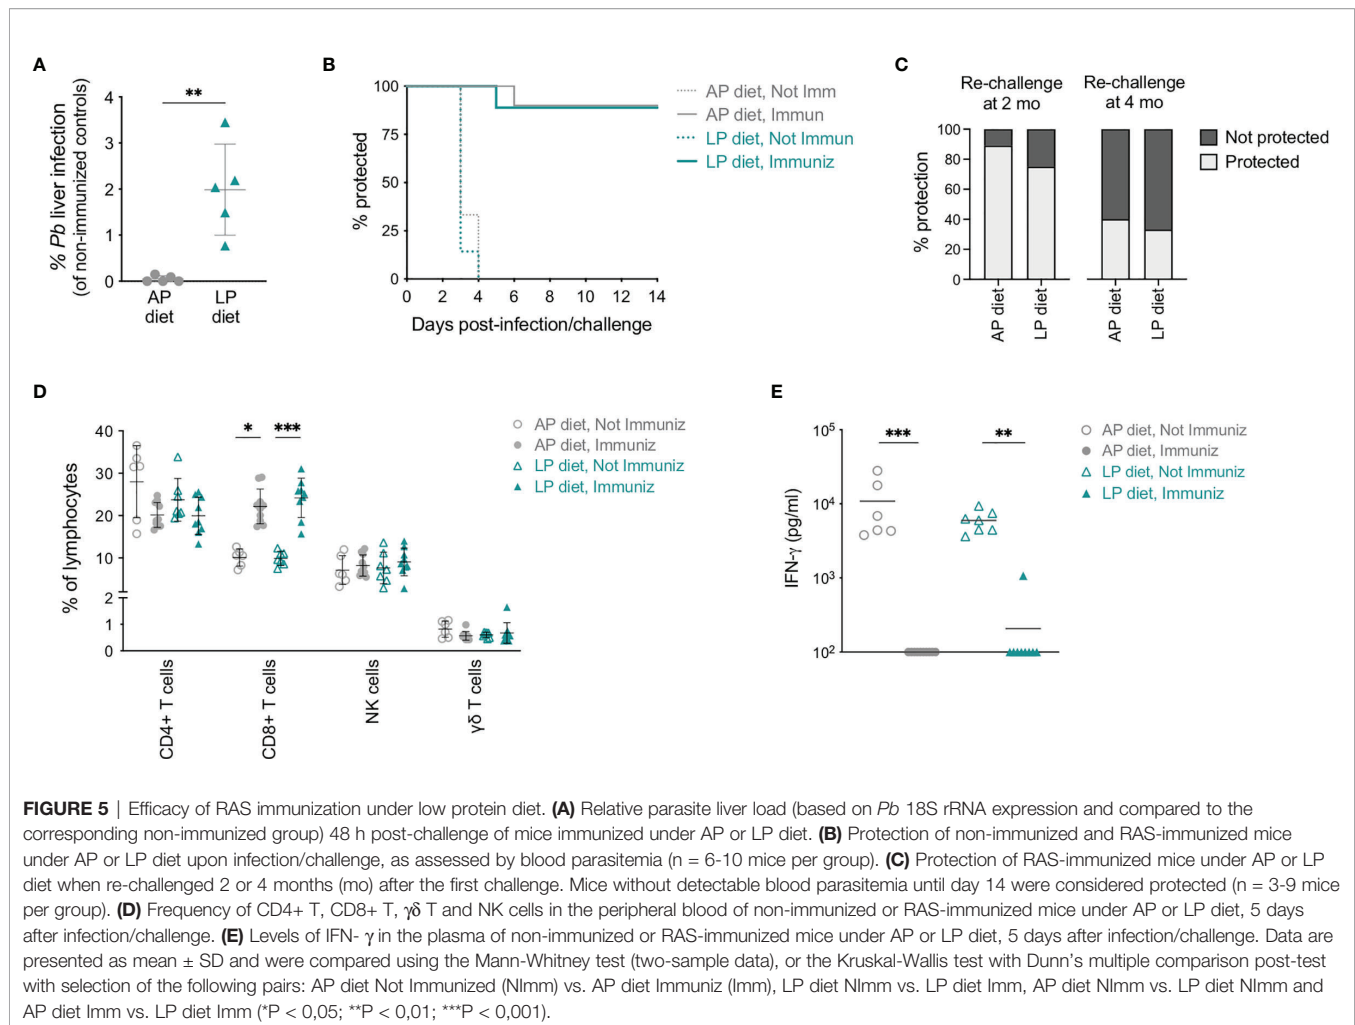 A
**
% Pb liver infection
(of non-immunized controls)
4
3
2
1
0
AP
diet
LP
diet
B
% protected
100
75
50
25
0
0 2 4 6 8 10 12 14
Days post-infection/challenge
AP diet, Not Imm
AP diet, Immun
LP diet, Not Immun
LP diet, Immuniz
C
Re-challenge
at 2 mo
Re-challenge
at 4 mo
% protection
100
80
60
40
20
0
AP diet
LP diet
AP diet
LP diet
Not protected
Protected
D
% of lymphocytes
40
30
20
10
2
1
0
*
***
CD4+ T cells
CD8+ T cells
NK cells
γδ T cells
AP diet, Not Immuniz
AP diet, Immuniz
LP diet, Not Immuniz
LP diet, Immuniz
E
IFN-γ (pg/ml)
10⁵
10⁴
10³
10²
***
**
AP diet, Not Immuniz
AP diet, Immuniz
LP diet, Not Immuniz
LP diet, Immuniz
FIGURE 5 | Efficacy of RAS immunization under low protein diet. (A) Relative parasite liver load (based on Pb 18S rRNA expression and compared to the
corresponding non-immunized group) 48 h post-challenge of mice immunized under AP or LP diet. (B) Protection of non-immunized and RAS-immunized mice
under AP or LP diet upon infection/challenge, as assessed by blood parasitemia (n = 6-10 mice per group). (C) Protection of RAS-immunized mice under AP or LP
diet when re-challenged 2 or 4 months (mo) after the first challenge. Mice without detectable blood parasitemia until day 14 were considered protected (n = 3-9 mice
per group). (D) Frequency of CD4+ T, CD8+ T, γδ T and NK cells in the peripheral blood of non-immunized or RAS-immunized mice under AP or LP diet, 5 days
after infection/challenge. (E) Levels of IFN- γ in the plasma of non-immunized or RAS-immunized mice under AP or LP diet, 5 days after infection/challenge. Data are
presented as mean ± SD and were compared using the Mann-Whitney test (two-sample data), or the Kruskal-Wallis test with Dunn's multiple comparison post-test
with selection of the following pairs: AP diet Not Immunized (NImm) vs. AP diet Immuniz (Imm), LP diet NImm vs. LP diet Imm, AP diet NImm vs. LP diet NImm and
AP diet Imm vs. LP diet Imm (*P < 0,05; **P < 0,01; ***P < 0,001).